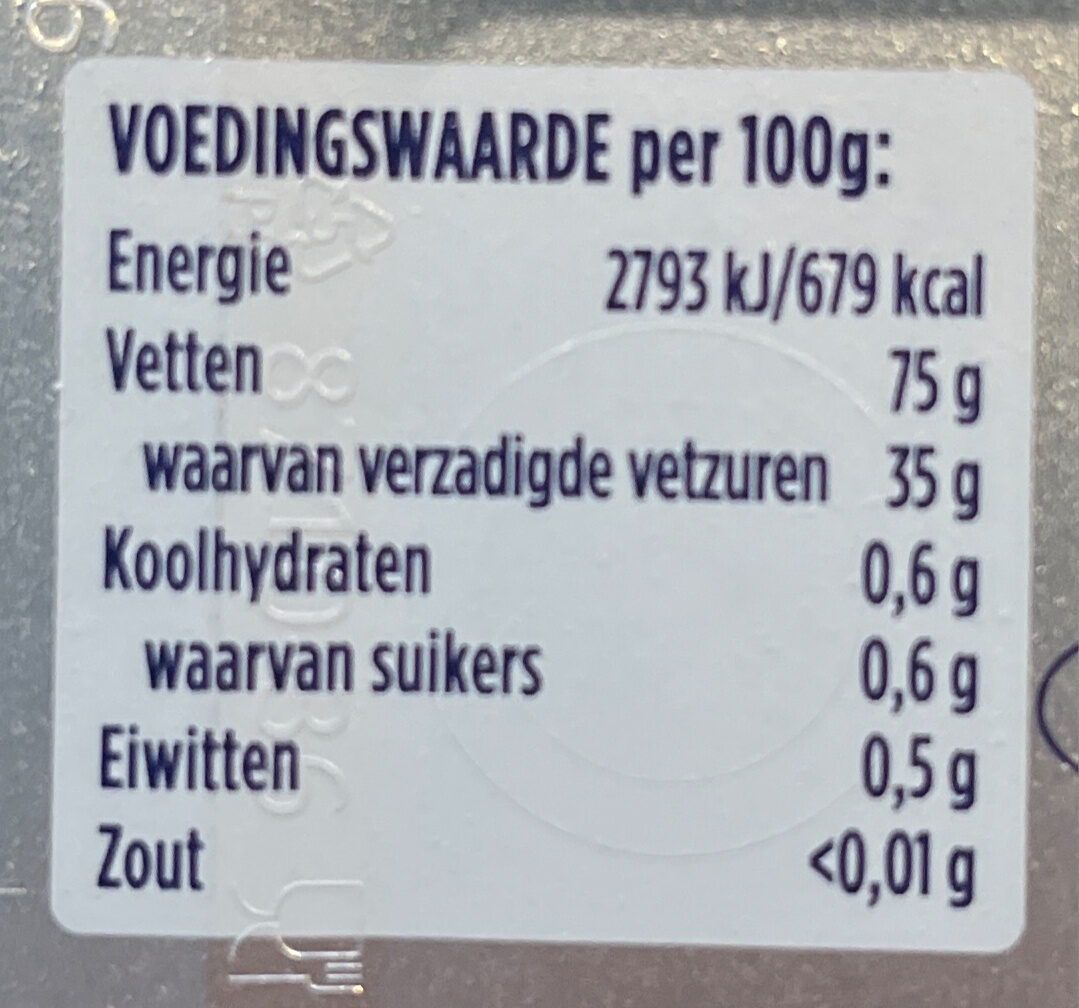 VOEDINGSWAARDE per 100g:
Energie 2793 kJ/679 kcal
Vetten 75 g
waarvan verzadigde vetzuren 35 g
Koolhydraten 0,6 g
waarvan suikers 0,6 g
Eiwitten 0,5 g
Zout <0,01 g